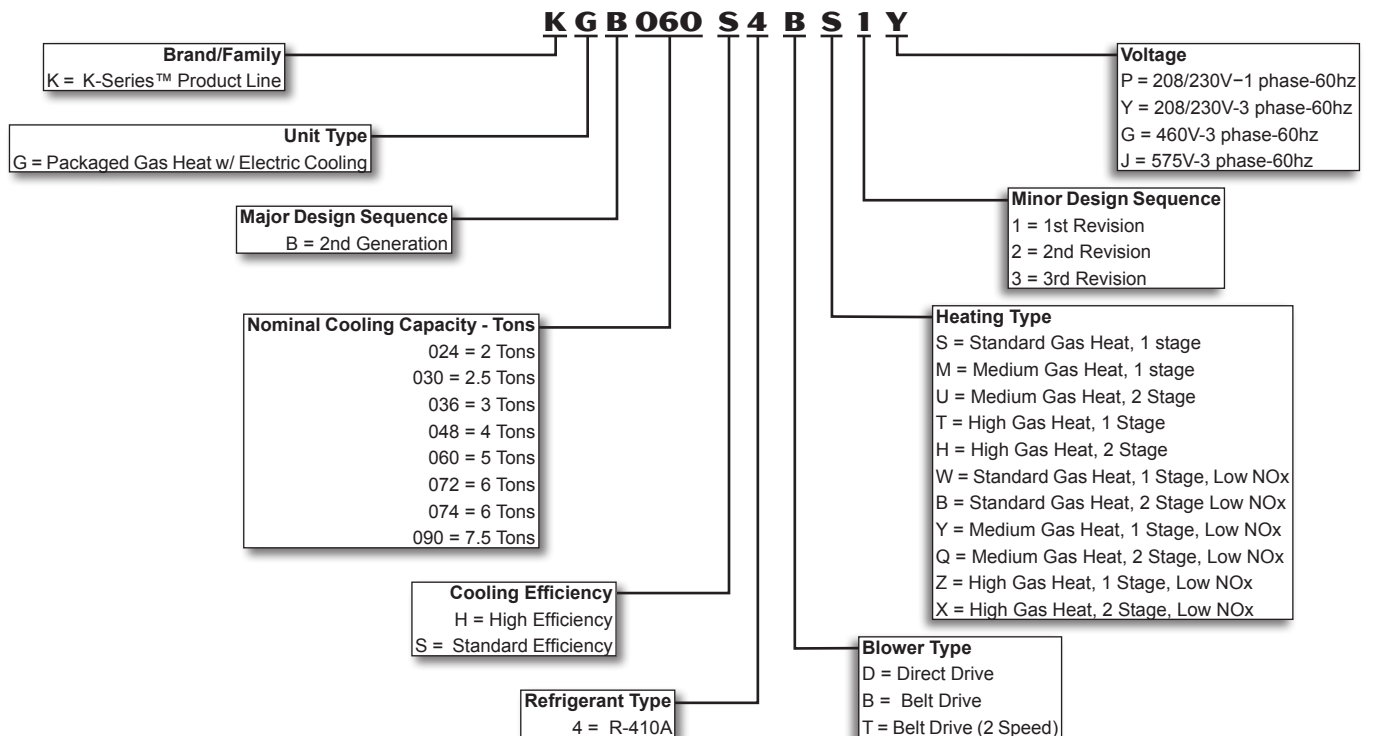 K G B 060 S 4 B S 1 Y
Brand/Family
K = K-Series™ Product Line
Unit Type
G = Packaged Gas Heat w/ Electric Cooling
Major Design Sequence
B = 2nd Generation
Nominal Cooling Capacity - Tons
024 = 2 Tons
030 = 2.5 Tons
036 = 3 Tons
048 = 4 Tons
060 = 5 Tons
072 = 6 Tons
074 = 6 Tons
090 = 7.5 Tons
Cooling Efficiency
H = High Efficiency
S = Standard Efficiency
Refrigerant Type
4 = R-410A
Voltage
P = 208/230V−1 phase-60hz
Y = 208/230V-3 phase-60hz
G = 460V-3 phase-60hz
J = 575V-3 phase-60hz
Minor Design Sequence
1 = 1st Revision
2 = 2nd Revision
3 = 3rd Revision
Heating Type
S = Standard Gas Heat, 1 stage
M = Medium Gas Heat, 1 stage
U = Medium Gas Heat, 2 Stage
T = High Gas Heat, 1 Stage
H = High Gas Heat, 2 Stage
W = Standard Gas Heat, 1 Stage, Low NOx
B = Standard Gas Heat, 2 Stage Low NOx
Y = Medium Gas Heat, 1 Stage, Low NOx
Q = Medium Gas Heat, 2 Stage, Low NOx
Z = High Gas Heat, 1 Stage, Low NOx
X = High Gas Heat, 2 Stage, Low NOx
Blower Type
D = Direct Drive
B = Belt Drive
T = Belt Drive (2 Speed)